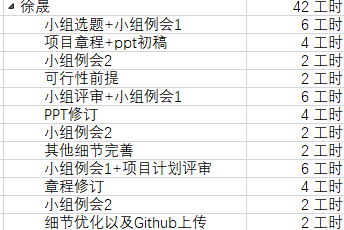 徐晟 42 工时
小组选题+小组例会1 6 工时
项目章程+ppt初稿 4 工时
小组例会2 2 工时
可行性前提 2 工时
小组评审+小组例会1 6 工时
PPT修订 4 工时
小组例会2 2 工时
其他细节完善 2 工时
小组例会1+项目计划评审 6 工时
章程修订 4 工时
小组例会2 2 工时
细节优化以及Github上传 2 工时